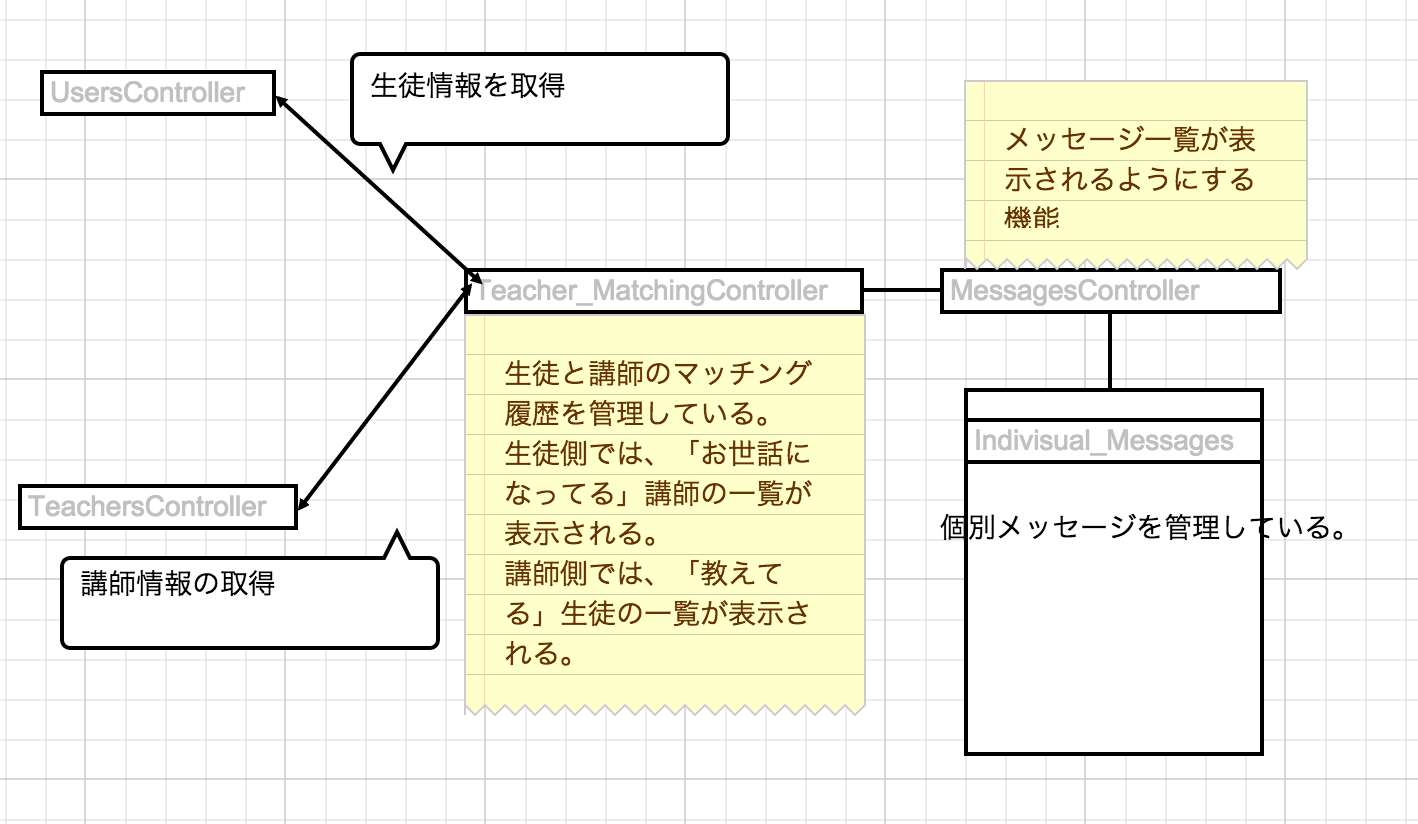 UsersController
生徒情報を取得
メッセージ一覧が表
示されるようにする
機能
Teacher_MatchingController
MessagesController
生徒と講師のマッチング
履歴を管理している。
生徒側では、「お世話に
なってる」講師の一覧が
表示される。
講師側では、「教えて
る」生徒の一覧が表示さ
れる。
Indivisual_Messages
個別メッセージを管理している。
TeachersController
講師情報の取得